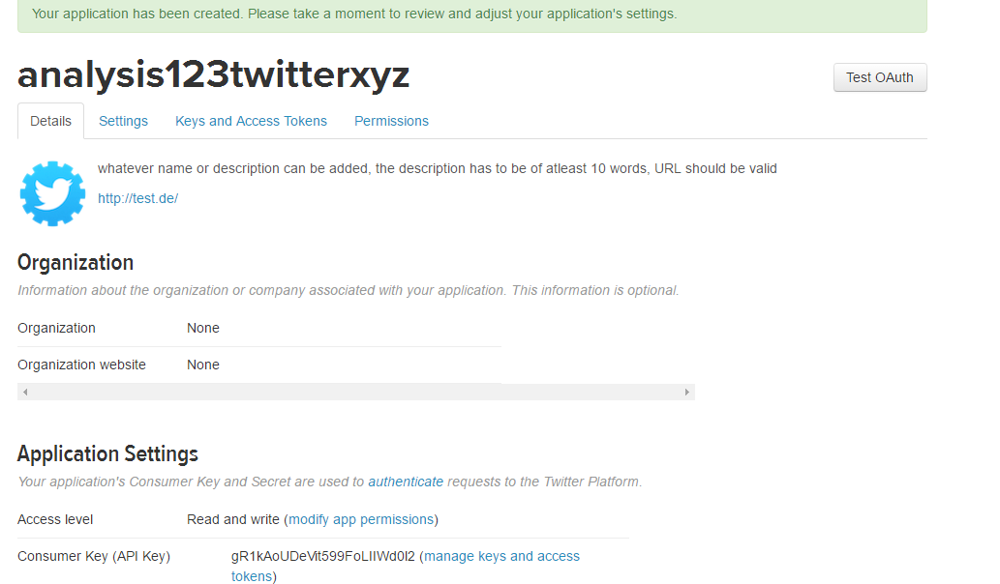 Your application has been created. Please take a moment to review and adjust your application's settings.
analysis123twitterxyz
Test OAuth
Details Settings Keys and Access Tokens Permissions
whatever name or description can be added, the description has to be of atleast 10 words, URL should be valid
http://test.de/
Organization
Information about the organization or company associated with your application. This information is optional.
Organization None
Organization website None
Application Settings
Your application's Consumer Key and Secret are used to authenticate requests to the Twitter Platform.
Access level Read and write (modify app permissions)
Consumer Key (API Key) gR1kAoUDeVit599FoLIIWd0I2 (manage keys and access
tokens)